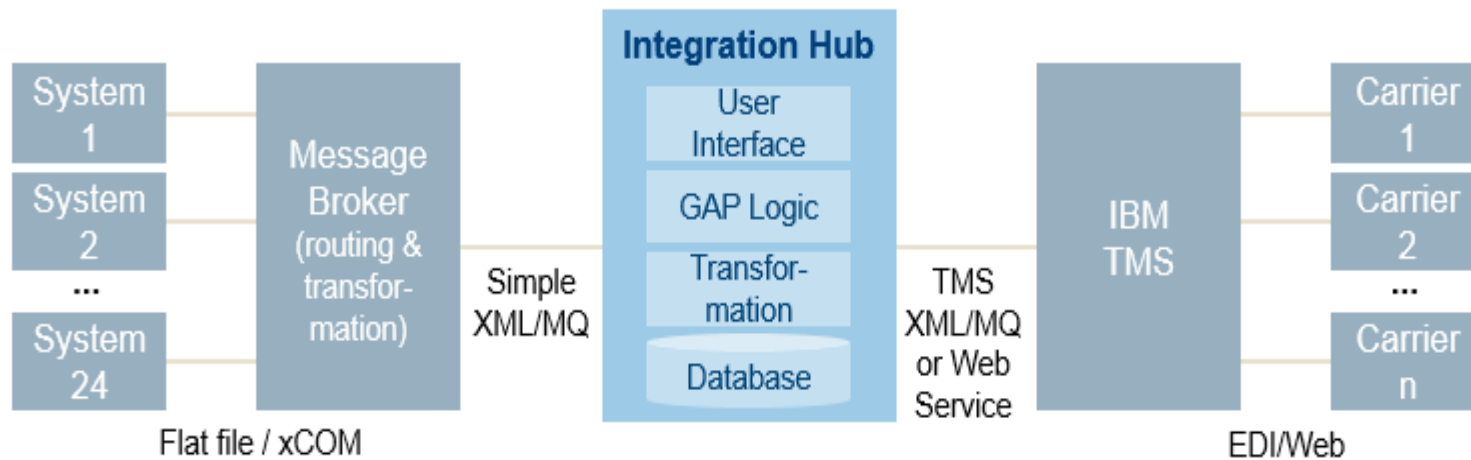 System
1
System
2
...
System
24
Flat file / xCOM
Message
Broker
(routing &
transfor-
mation)
Simple
XML/MQ
Integration Hub
User
Interface
GAP Logic
Transfor-
mation
Database
TMS
XML/MQ
or Web
Service
IBM
TMS
Carrier
1
Carrier
2
...
Carrier
n
EDI/Web